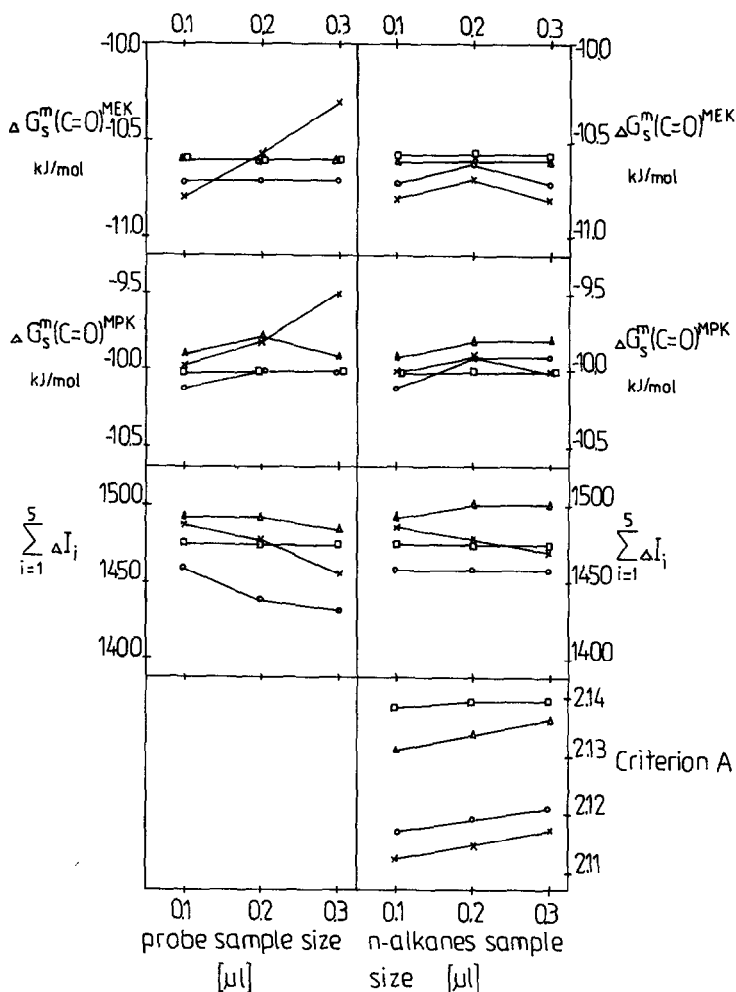 0.1 0.2 0.3 0.1 0.2 0.3
-10.0 -10.0
ΔG_s^m(C=O)^MEK -10.5 -10.5 ΔG_s^m(C=O)^MEK
kJ/mol kJ/mol
-11.0 -11.0
-9.5 -9.5
ΔG_s^m(C=O)^MPK -10.0 -10.0 ΔG_s^m(C=O)^MPK
kJ/mol kJ/mol
-10.5 -10.5
1500 1500
5 5
Σ ΔI_i Σ ΔI_i
i=1 1450 1450 i=1
1400 1400
2.14
2.13 Criterion A
2.12
2.11
0.1 0.2 0.3 0.1 0.2 0.3
probe sample size n-alkanes sample
[μl] size [μl]